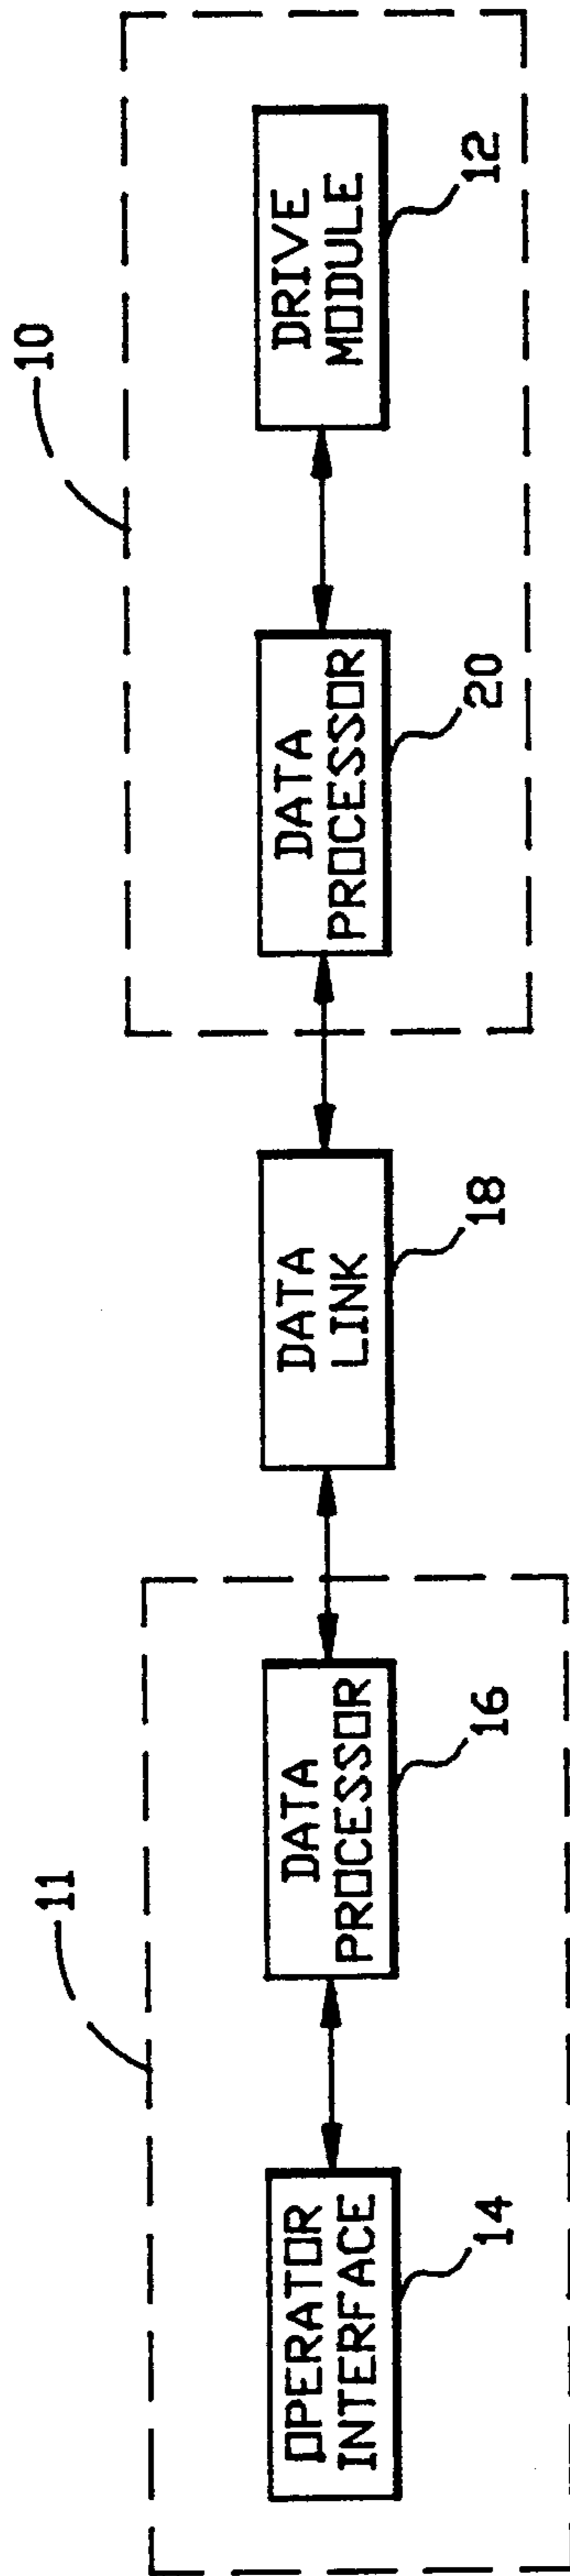 11
10
OPERATOR
INTERFACE
14
DATA
PROCESSOR
16
DATA
LINK
18
DATA
PROCESSOR
20
DRIVE
MODULE
12